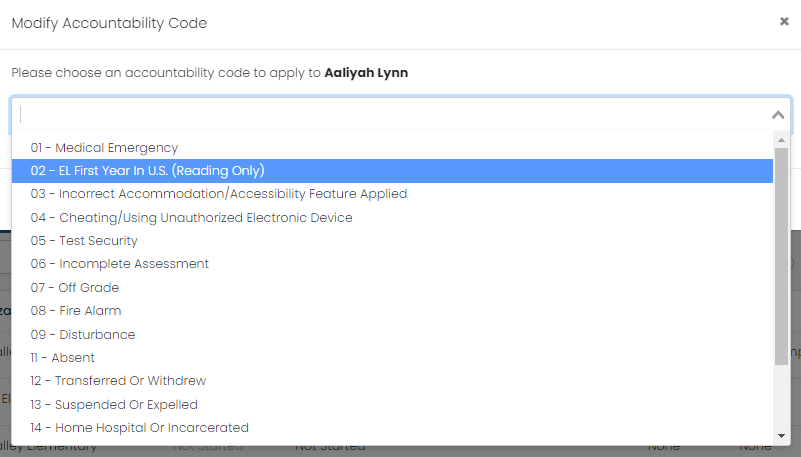 Modify Accountability Code
×
Please choose an accountability code to apply to Aaliyah Lynn
01 - Medical Emergency
02 - EL First Year In U.S. (Reading Only)
03 - Incorrect Accommodation/Accessibility Feature Applied
04 - Cheating/Using Unauthorized Electronic Device
05 - Test Security
06 - Incomplete Assessment
07 - Off Grade
08 - Fire Alarm
09 - Disturbance
11 - Absent
12 - Transferred Or Withdrew
13 - Suspended Or Expelled
14 - Home Hospital Or Incarcerated
alley Elementary Not Started Not Started None None